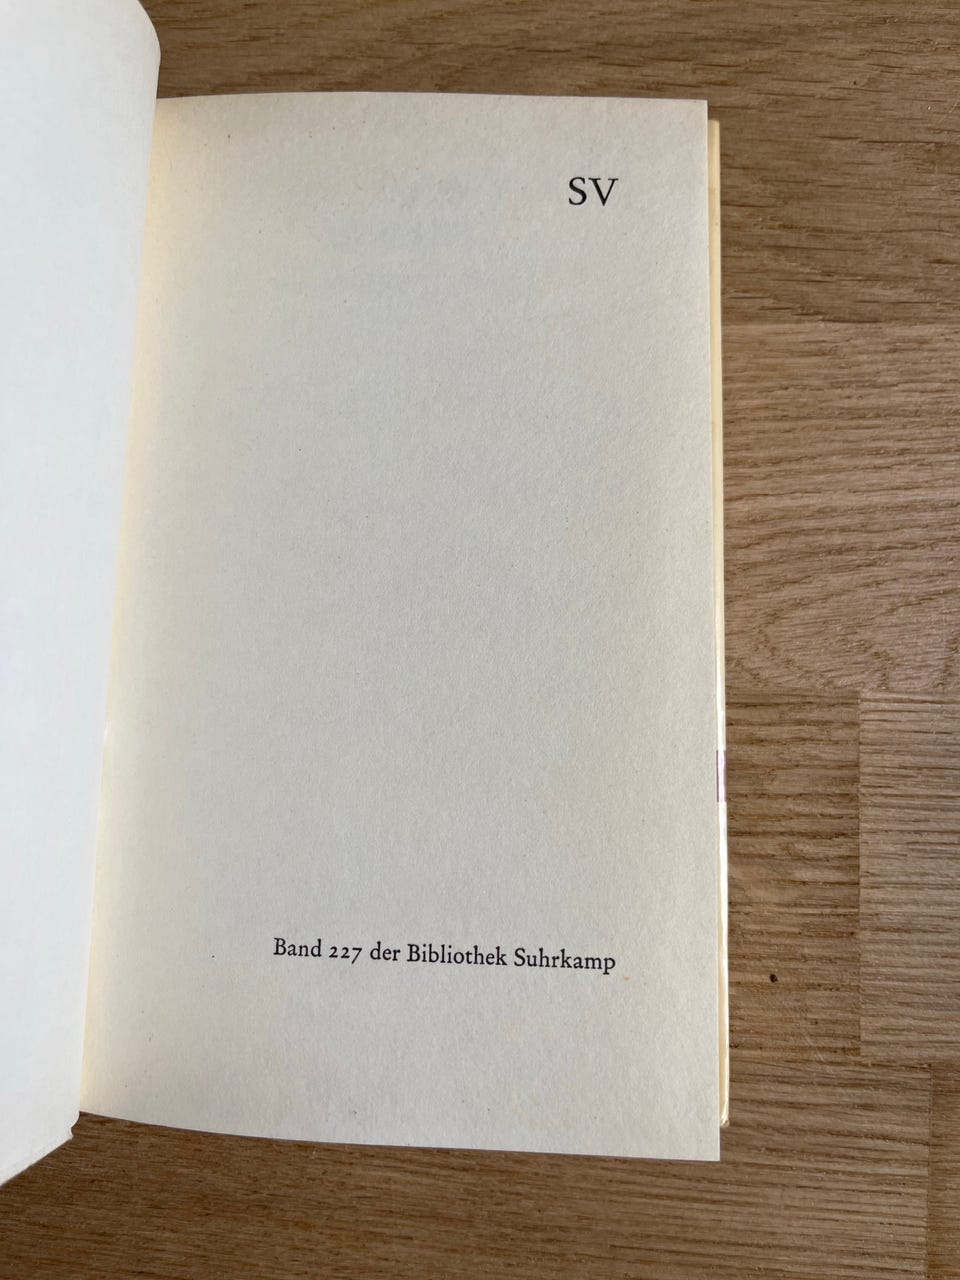 SV
Band 227 der Bibliothek Suhrkamp